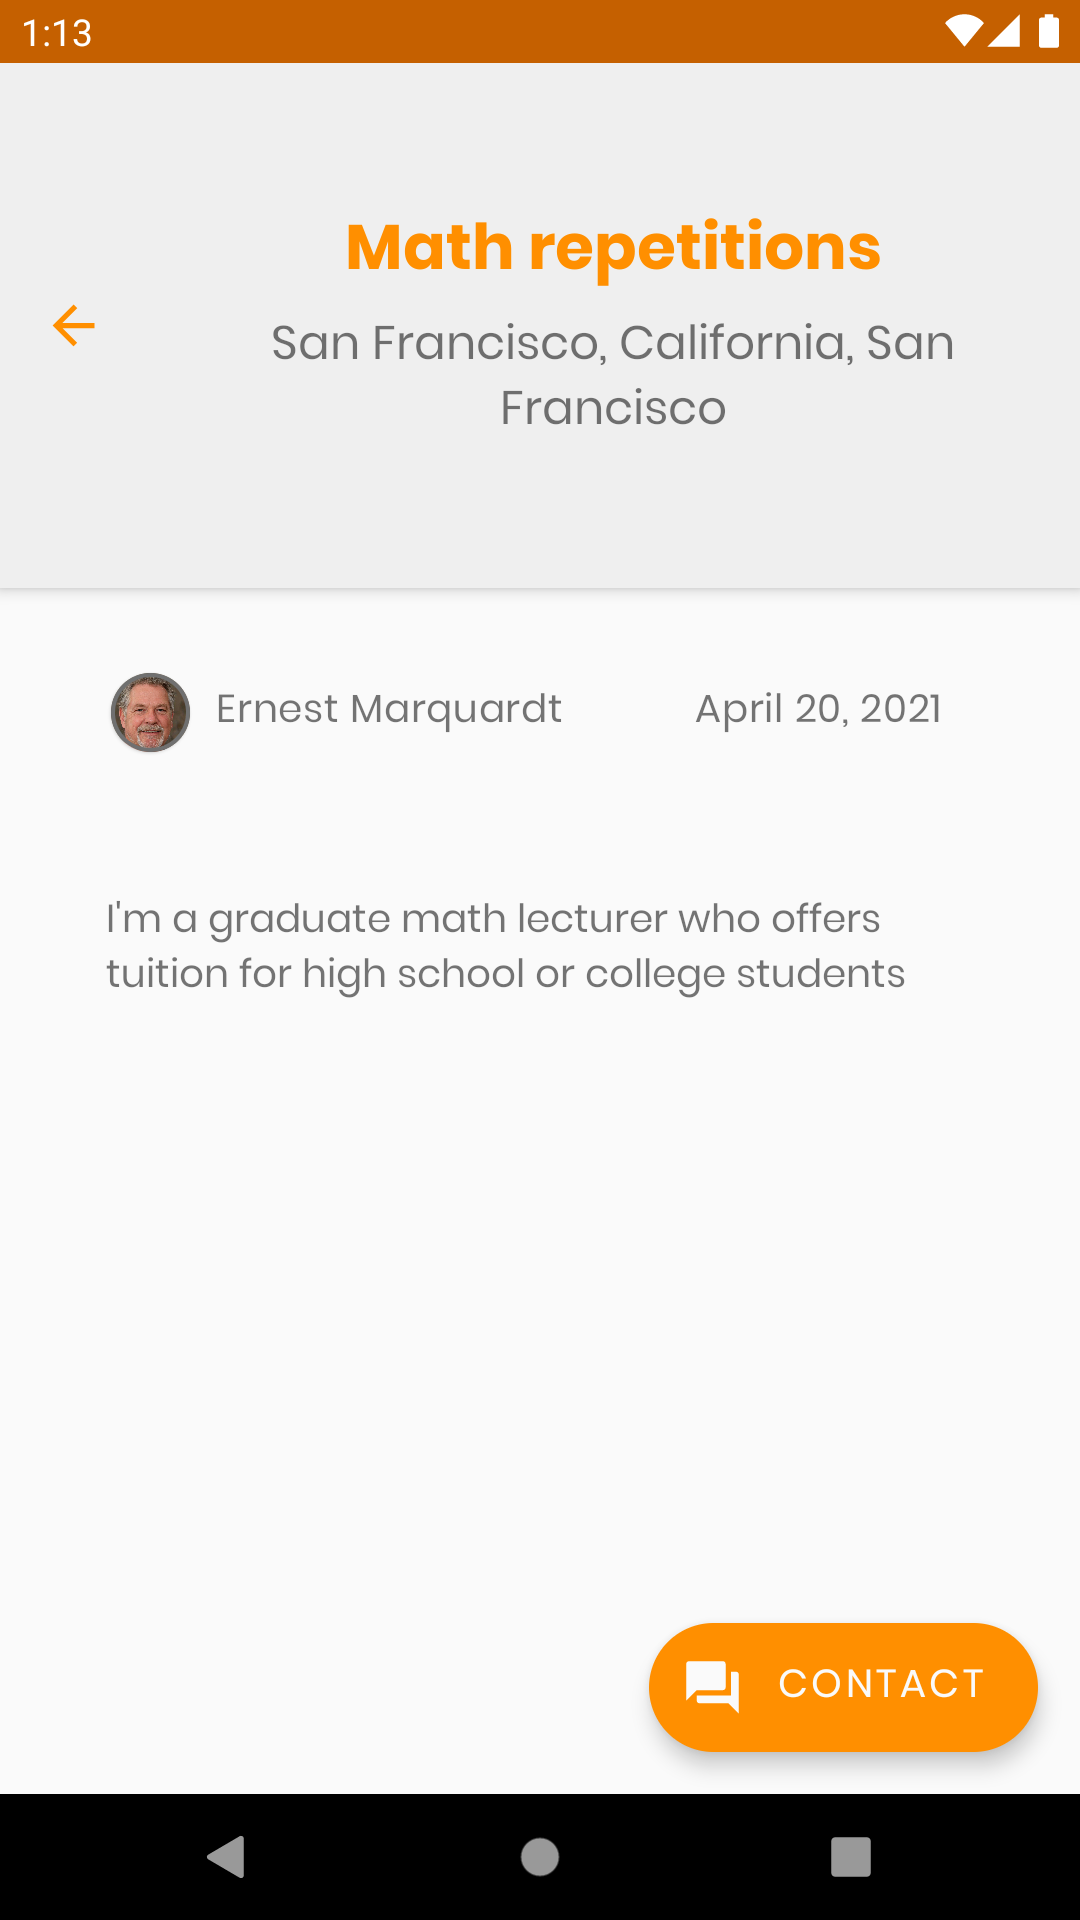 1:13
Math repetitions
San Francisco, California, San
Francisco
Ernest Marquardt
April 20, 2021
I'm a graduate math lecturer who offers
tuition for high school or college students
CONTACT